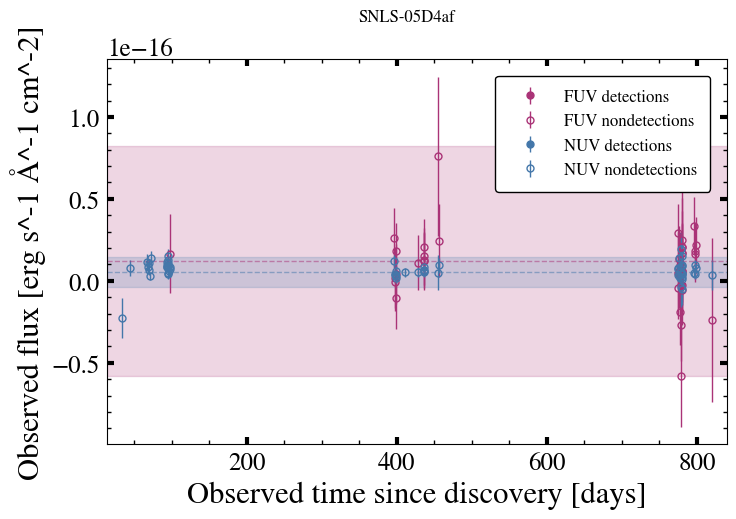 SNLS-05D4af
1e−16
Observed flux [erg s^-1 Å^-1 cm^-2]
1.0
0.5
0.0
−0.5
FUV detections
FUV nondetections
NUV detections
NUV nondetections
200
400
600
800
Observed time since discovery [days]